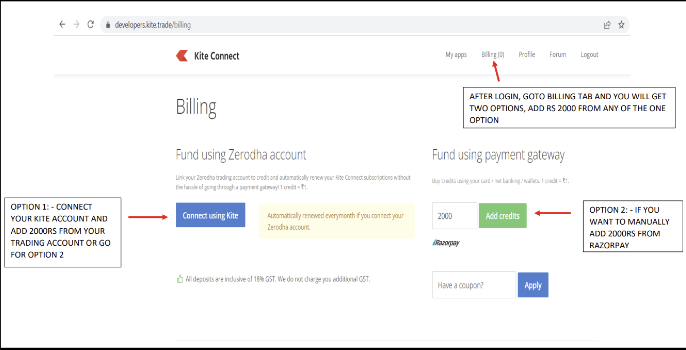 developers.kite.trade/billing
Kite Connect
My apps Billing (0) Profile Forum Logout
AFTER LOGIN, GOTO BILLING TAB AND YOU WILL GET
TWO OPTIONS, ADD RS 2000 FROM ANY OF THE ONE
OPTION
Billing
Fund using Zerodha account
Link your Zerodha trading account to credit and automatically renew your Kite Connect subscriptions without
the hassle of going through a payment gateway! 1 credit = ₹1.
Fund using payment gateway
Buy credits using your card + net banking / wallets. 1 credit = ₹1.
OPTION 1: - CONNECT
YOUR KITE ACCOUNT AND
ADD 2000RS FROM YOUR
TRADING ACCOUNT OR GO
FOR OPTION 2
Connect using Kite
Automatically renewed everymonth if you connect your
Zerodha account.
2000 Add credits
Razorpay
OPTION 2: - IF YOU
WANT TO MANUALLY
ADD 2000RS FROM
RAZORPAY
All deposits are inclusive of 18% GST. We do not charge you additional GST.
Have a coupon? Apply